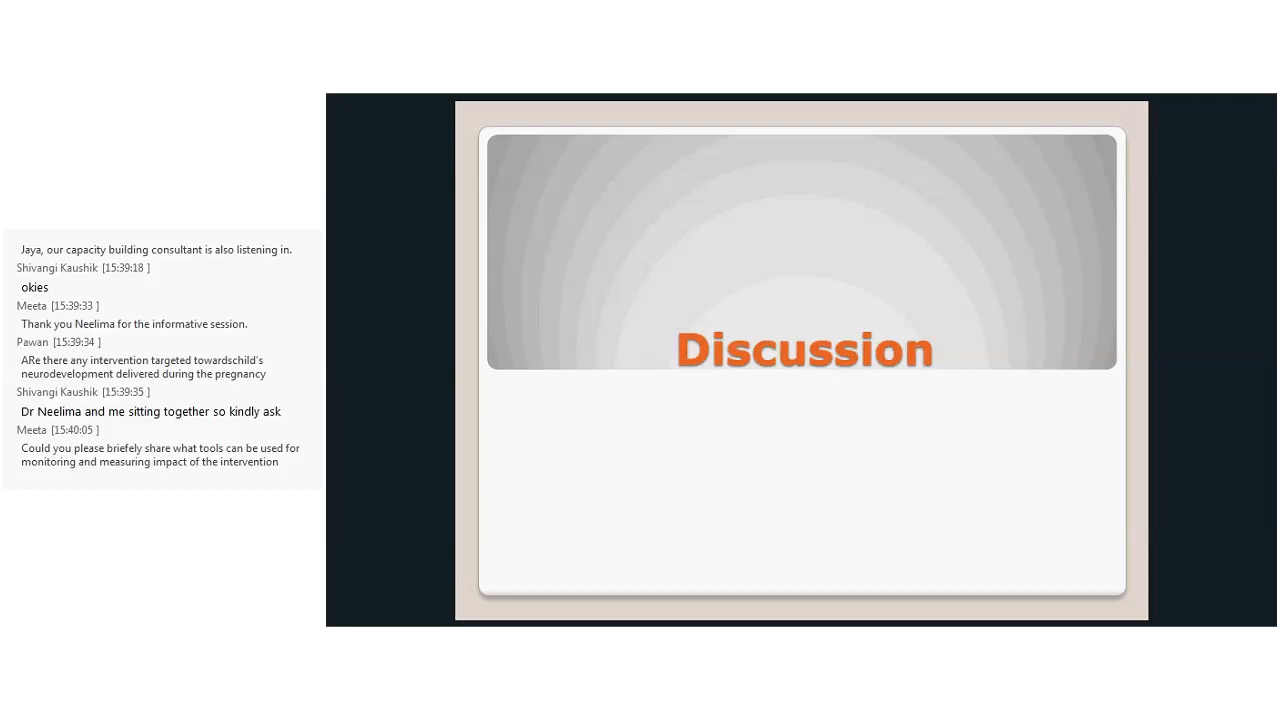 Jaya, our capacity building consultant is also listening in.
Shivangi Kaushik [15:39:18 ]
okies
Meeta [15:39:33 ]
Thank you Neelima for the informative session.
Pawan [15:39:34 ]
ARe there any intervention targeted towardschild's
neurodevelopment delivered during the pregnancy
Shivangi Kaushik [15:39:35 ]
Dr Neelima and me sitting together so kindly ask
Meeta [15:40:05 ]
Could you please briefely share what tools can be used for
monitoring and measuring impact of the intervention
Discussion